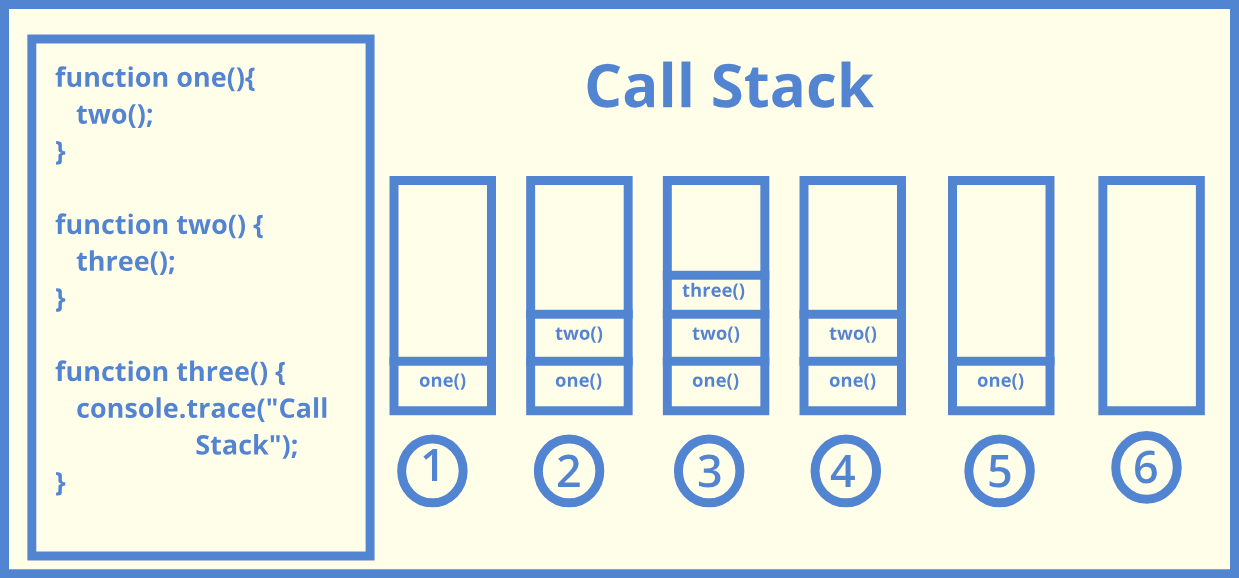 function one(){
two();
}
function two() {
three();
}
function three() {
console.trace("Call
Stack");
}
Call Stack
one()
two()
one()
three()
two()
one()
two()
one()
one()
1
2
3
4
5
6